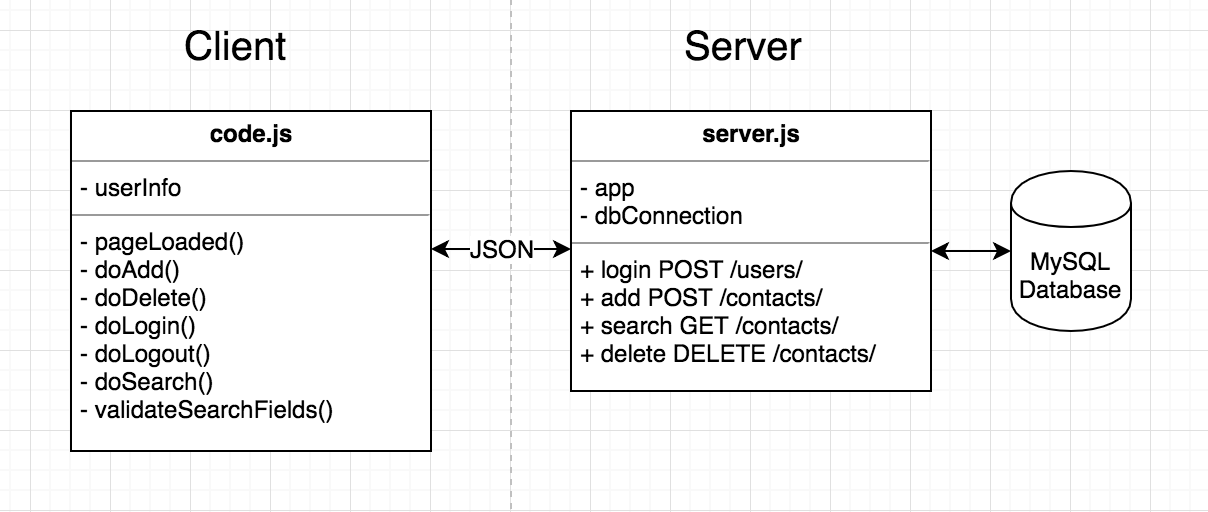 Client
Server
code.js
- userInfo
- pageLoaded()
- doAdd()
- doDelete()
- doLogin()
- doLogout()
- doSearch()
- validateSearchFields()
JSON
server.js
- app
- dbConnection
+ login POST /users/
+ add POST /contacts/
+ search GET /contacts/
+ delete DELETE /contacts/
MySQL
Database